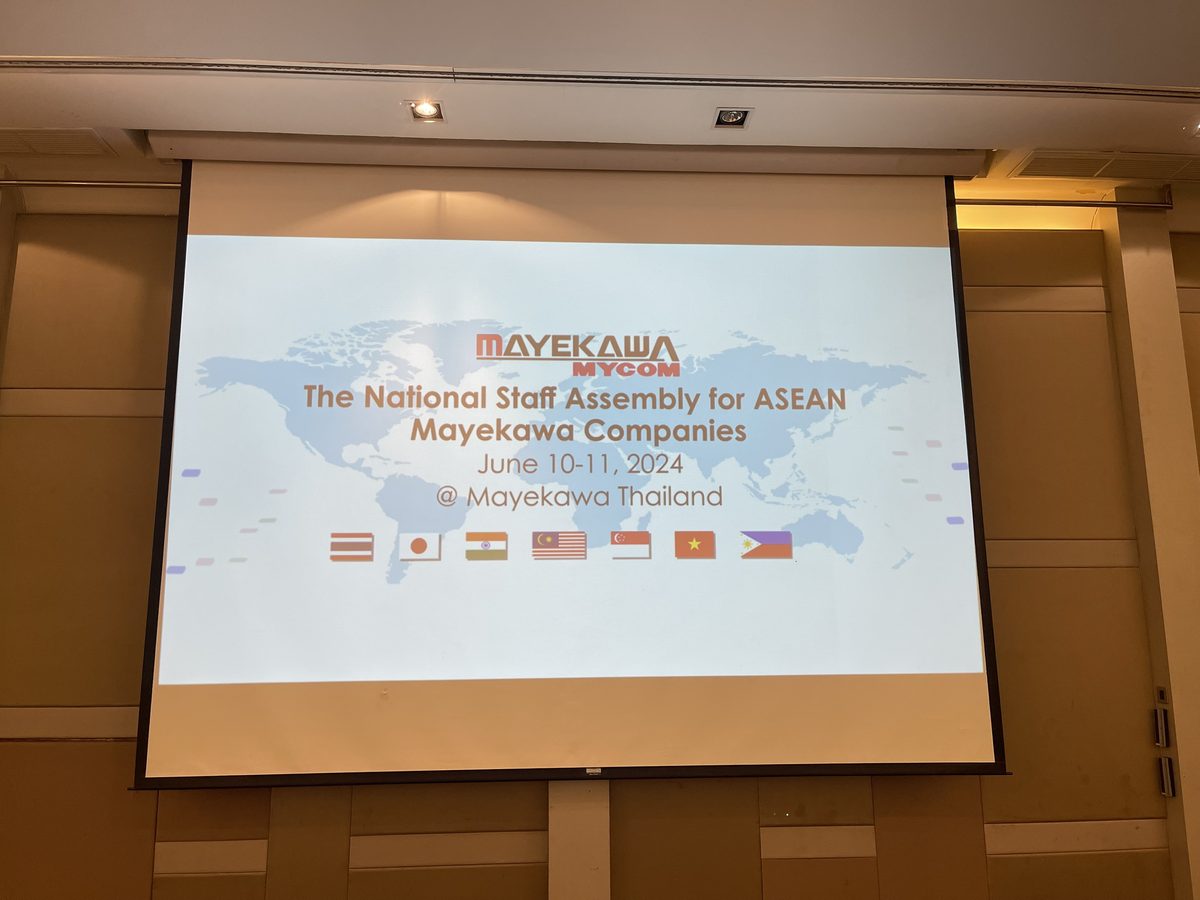 MAYEKAWA
MYCOM
The National Staff Assembly for ASEAN
Mayekawa Companies
June 10-11, 2024
@ Mayekawa Thailand